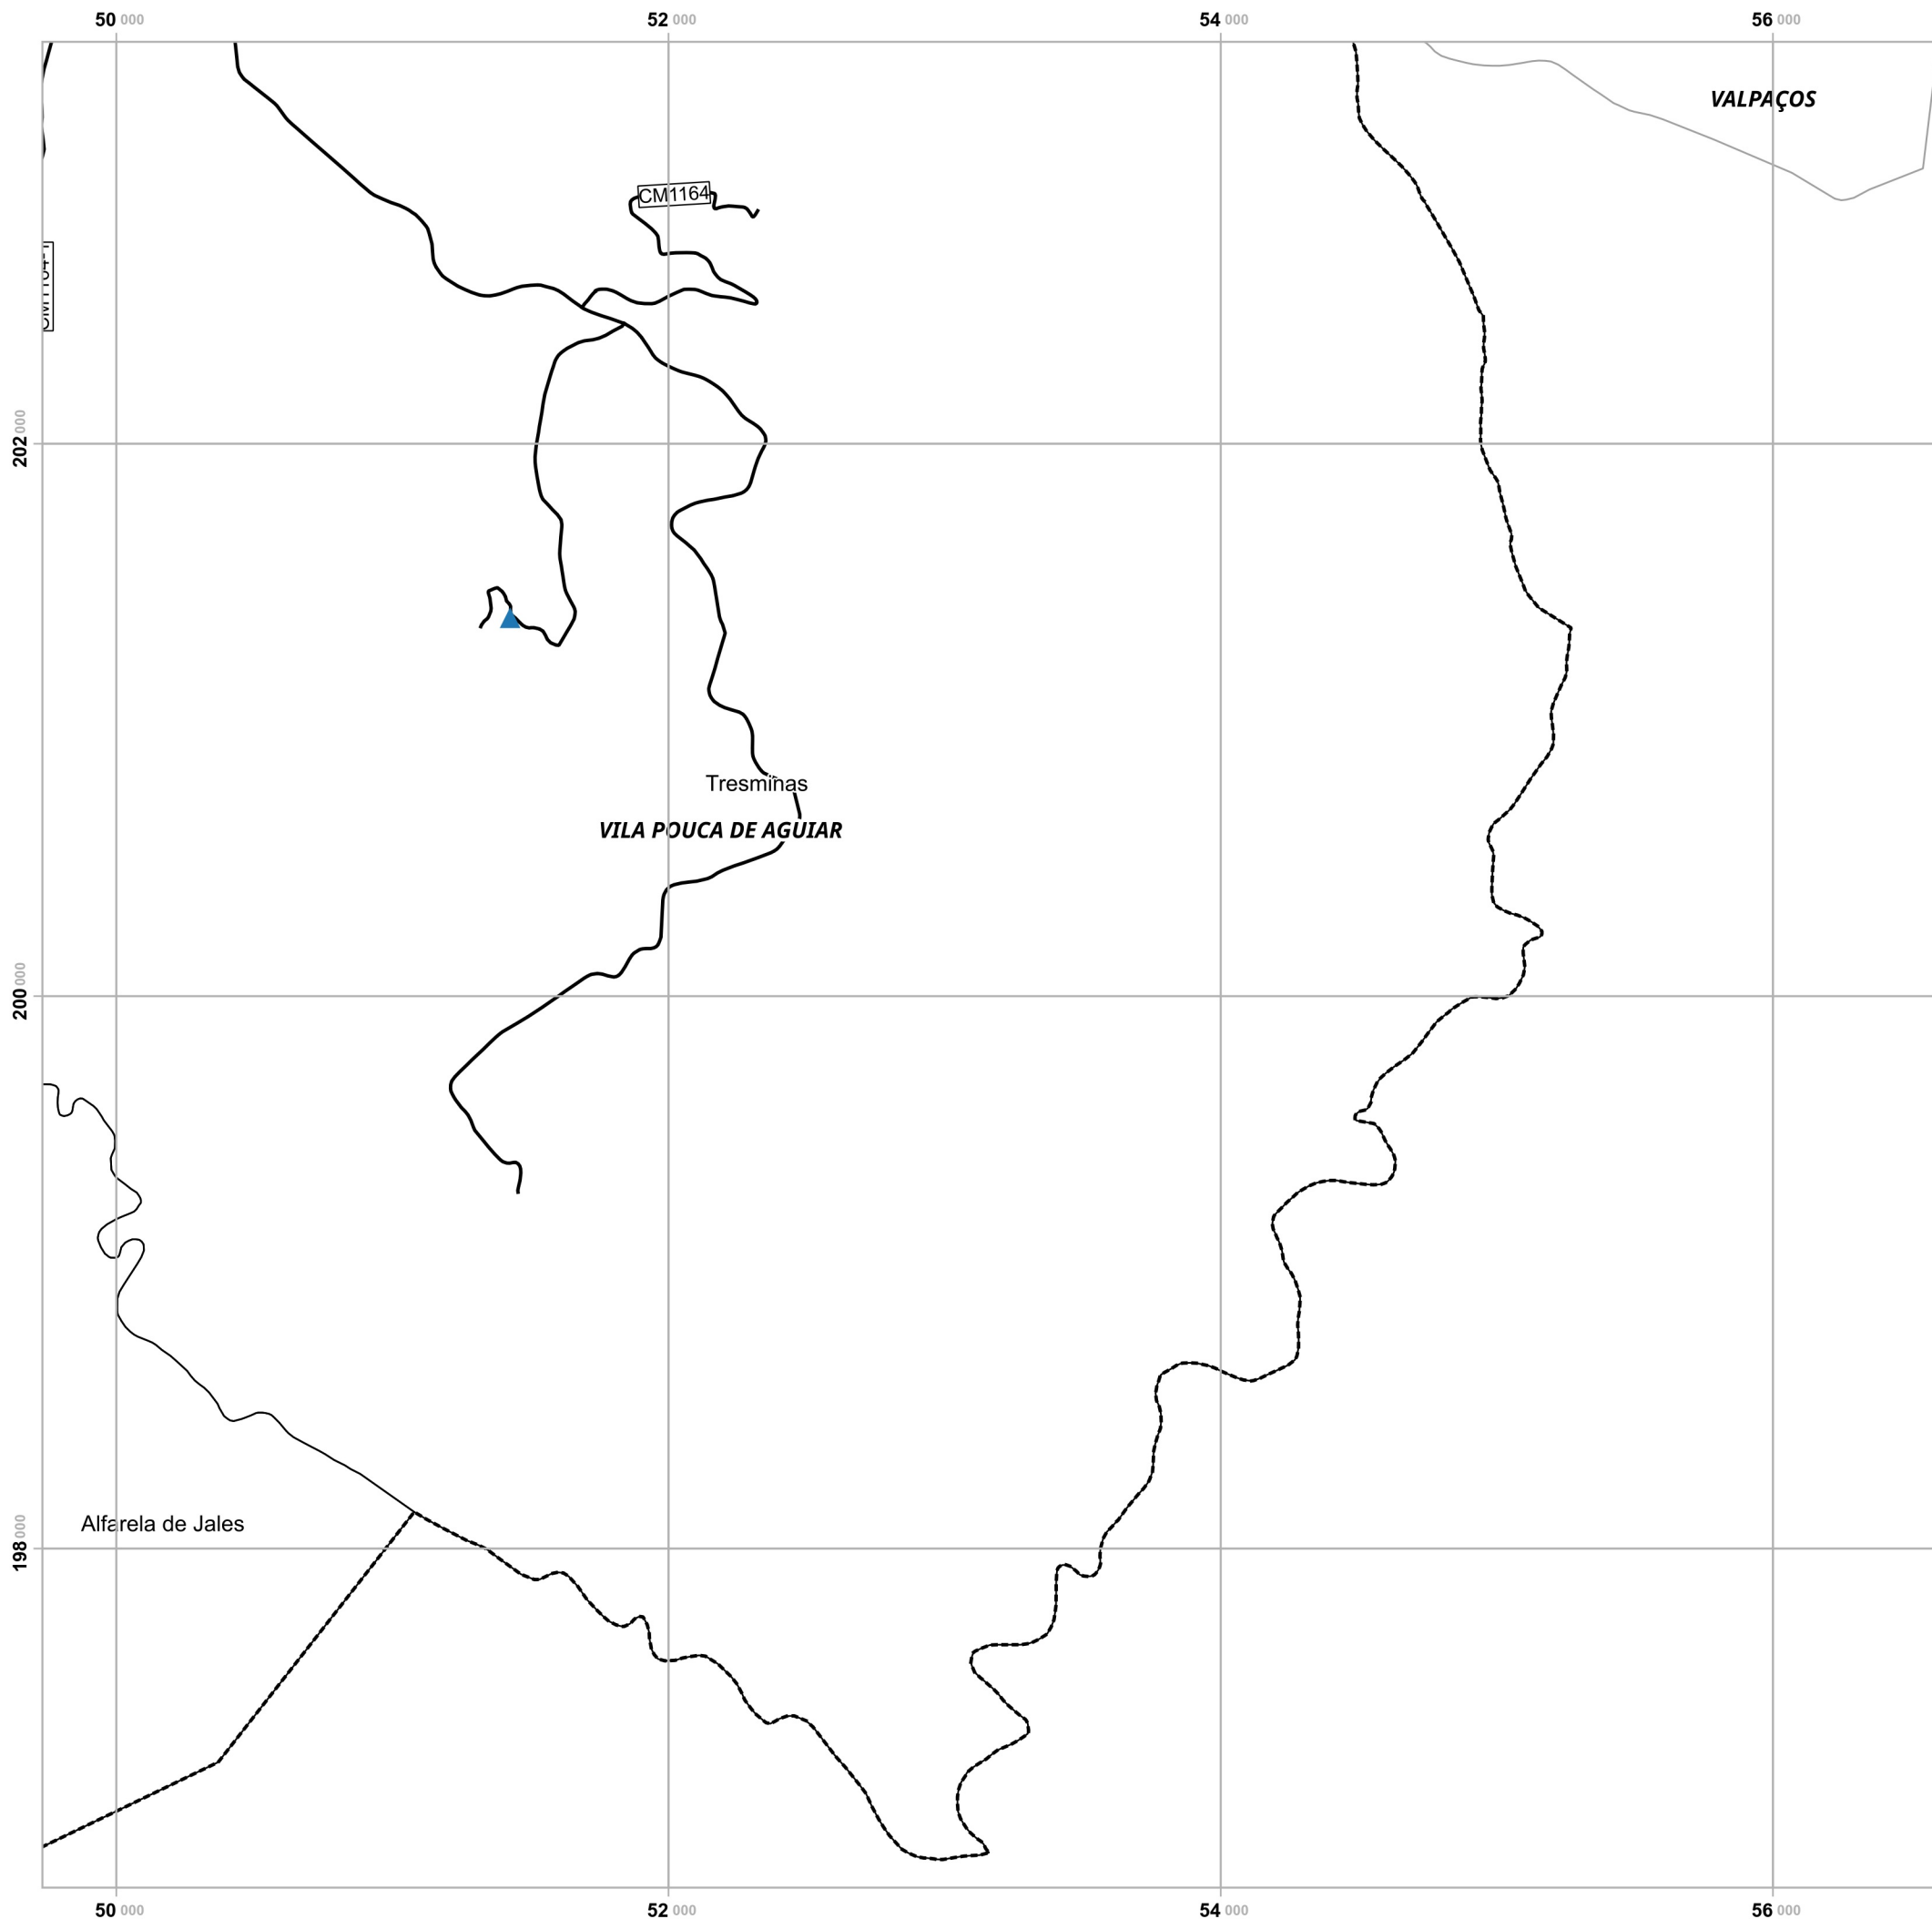 50 000 52 000 54 000 56 000
VALPAÇOS
CM1164
202 000
Tresminas
VILA POUCA DE AGUIAR
200 000
Alfarela de Jales
198 000
50 000 52 000 54 000 56 000